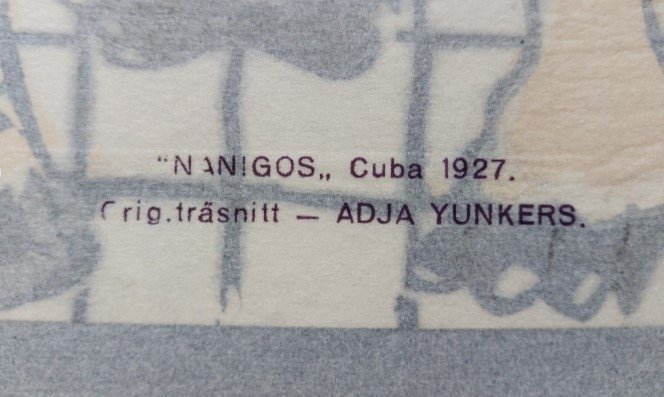 "NANIGOS„ Cuba 1927.
Orig.träsnitt — ADJA YUNKERS.